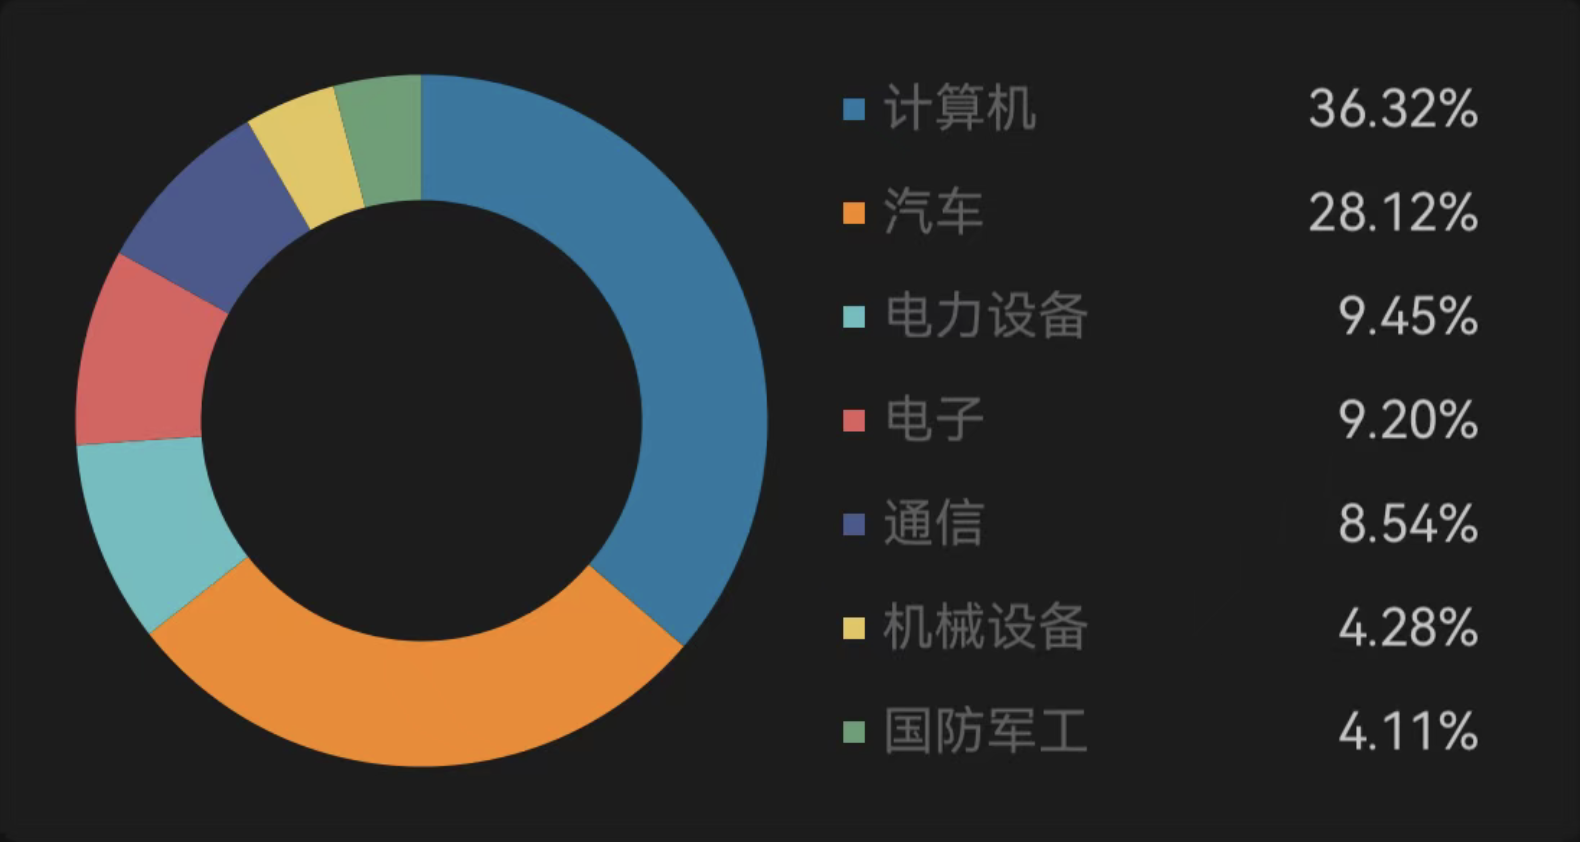 计算机 36.32%
汽车 28.12%
电力设备 9.45%
电子 9.20%
通信 8.54%
机械设备 4.28%
国防军工 4.11%